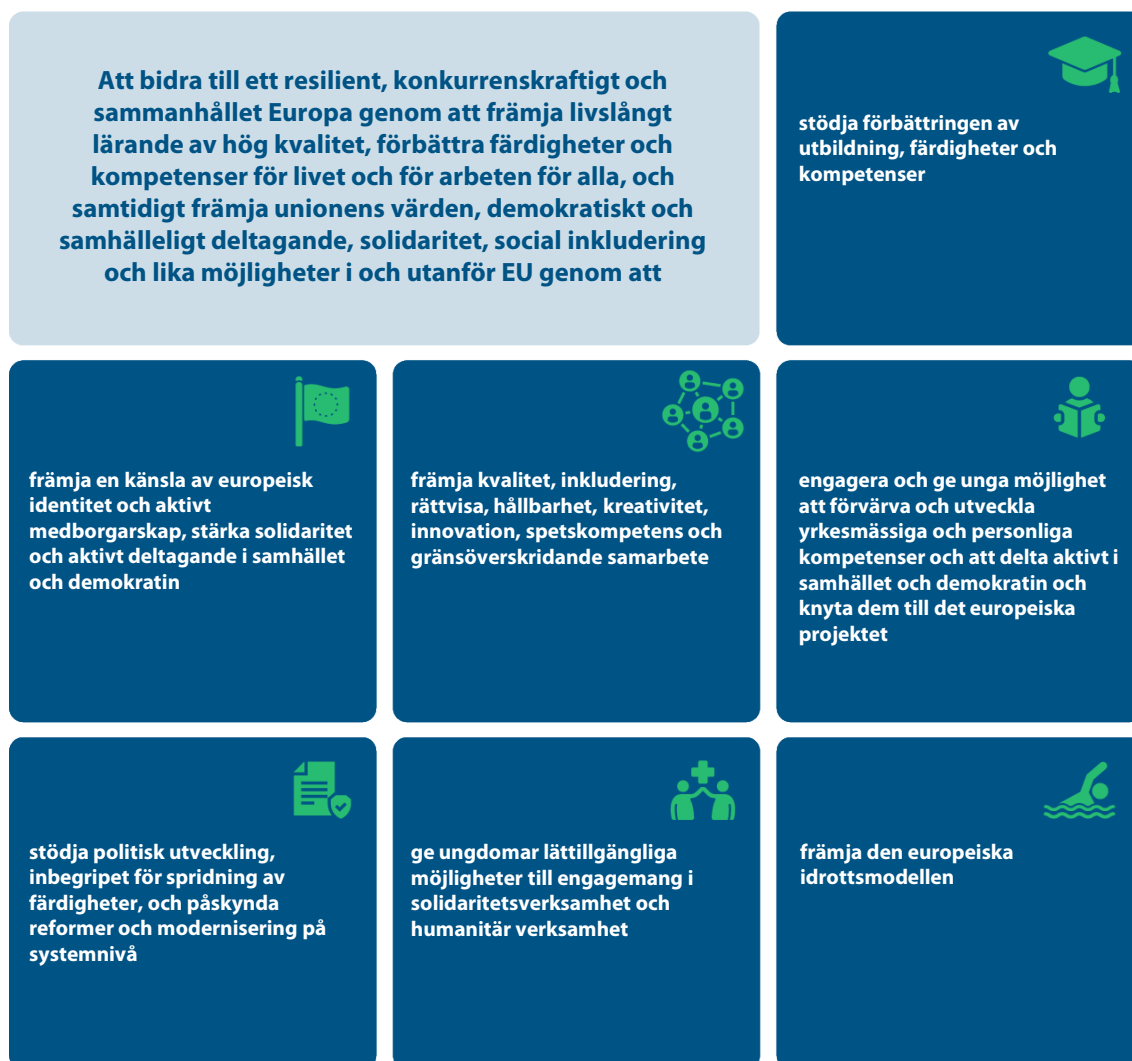 Att bidra till ett resilient, konkurrenskraftigt och
sammanhållet Europa genom att främja livslångt
lärande av hög kvalitet, förbättra färdigheter och
kompetenser för livet och för arbeten för alla, och
samtidigt främja unionens värden, demokratiskt och
samhälleligt deltagande, solidaritet, social inkludering
och lika möjligheter i och utanför EU genom att
stödja förbättringen av
utbildning, färdigheter och
kompetenser
främja en känsla av europeisk
identitet och aktivt
medborgarskap, stärka solidaritet
och aktivt deltagande i samhället
och demokratin
främja kvalitet, inkludering,
rättvisa, hållbarhet, kreativitet,
innovation, spetskompetens och
gränsöverskridande samarbete
engagera och ge unga möjlighet
att förvärva och utveckla
yrkesmässiga och personliga
kompetenser och att delta aktivt i
samhället och demokratin och
knyta dem till det europeiska
projektet
stödja politisk utveckling,
inbegripet för spridning av
färdigheter, och påskynda
reformer och modernisering på
systemnivå
ge ungdomar lättillgängliga
möjligheter till engagemang i
solidaritetsverksamhet och
humanitär verksamhet
främja den europeiska
idrottsmodellen